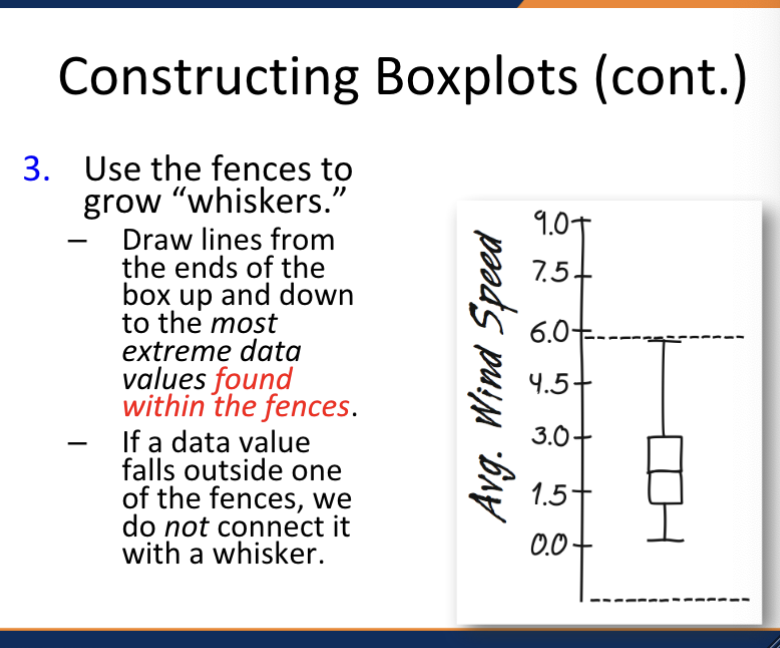 Constructing Boxplots (cont.)
3. Use the fences to
grow “whiskers.”
– Draw lines from
the ends of the
box up and down
to the most
extreme data
values found
within the fences.
– If a data value
falls outside one
of the fences, we
do not connect it
with a whisker.
Avg. Wind Speed
9.0
7.5
6.0
4.5
3.0
1.5
0.0